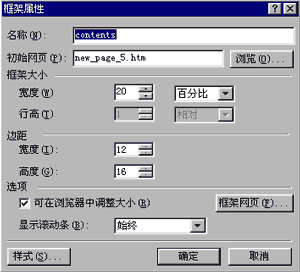 框架属性
名称(N): contents
初始网页(P): new_page_5.htm 浏览(O)...
框架大小
宽度(W) 20 百分比
行高(T) 1 相对
边距
宽度(I): 12
高度(G): 16
选项
可在浏览器中调整大小(R) 框架网页(F)...
显示滚动条(B): 始终
样式(S)... 确定 取消